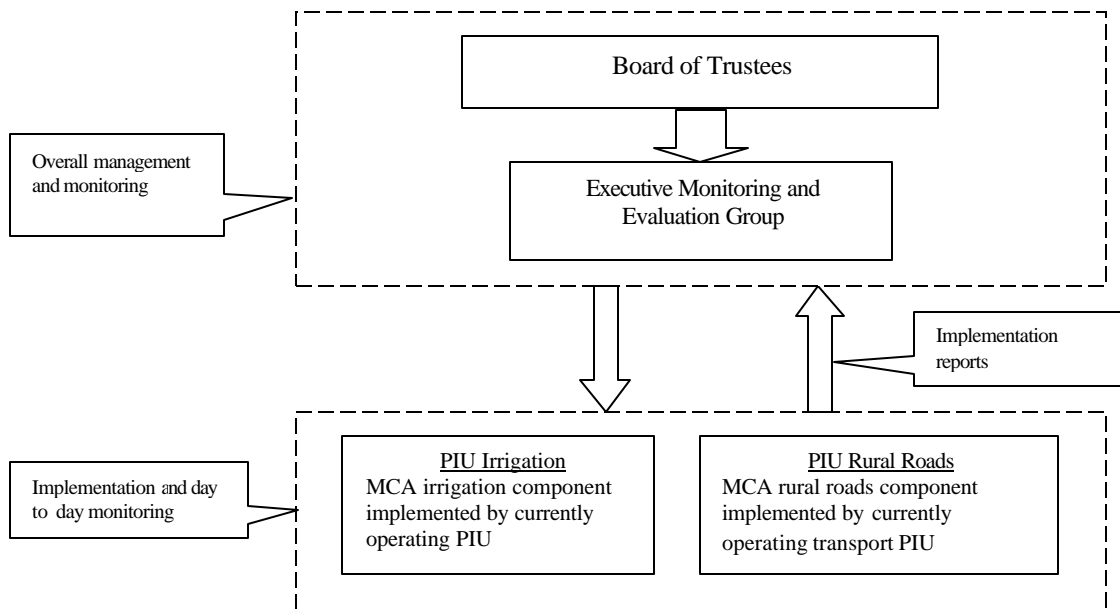 Board of Trustees
Overall management
and monitoring
Executive Monitoring and
Evaluation Group
Implementation
reports
PIU Irrigation
MCA irrigation component
implemented by currently
operating PIU
PIU Rural Roads
MCA rural roads component
implemented by currently
operating transport PIU
Implementation and day
to day monitoring